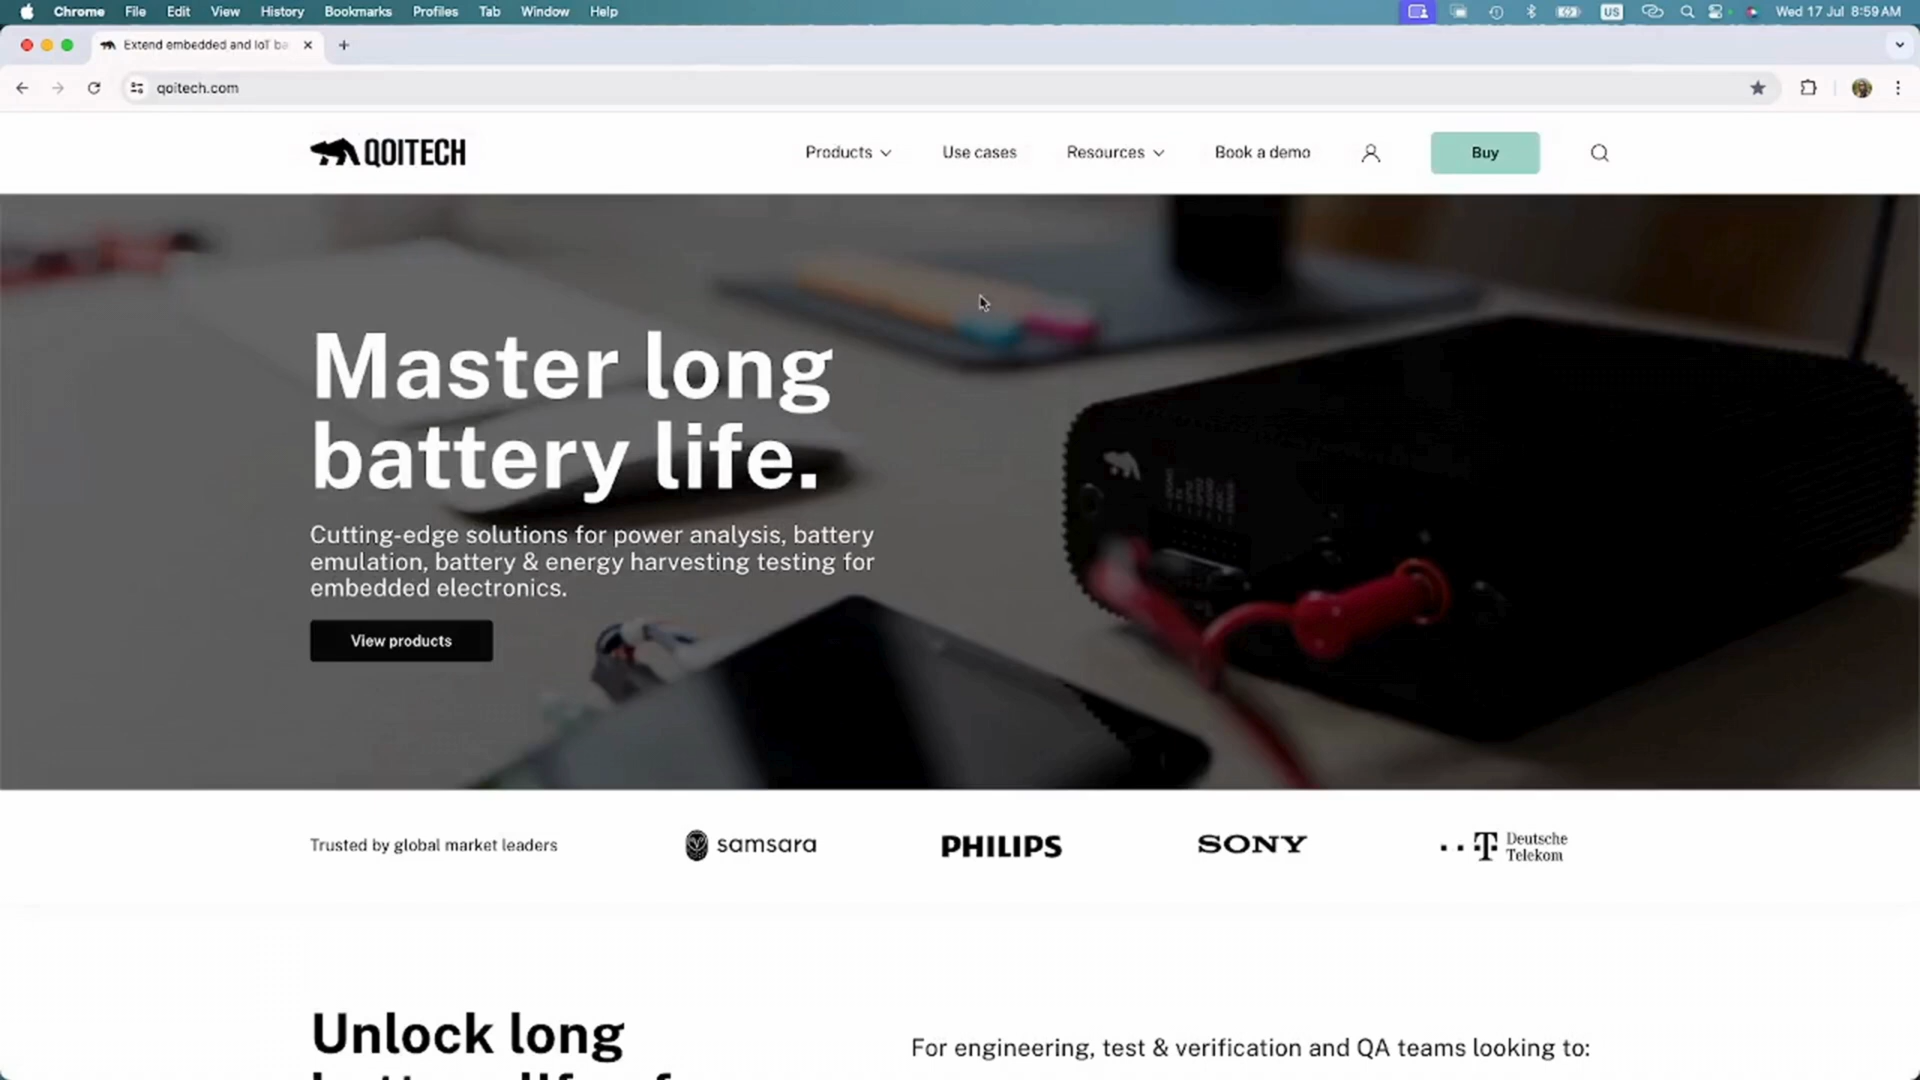 Chrome File Edit View History Bookmarks Profiles Tab Window Help
US
Wed 17 Jul 8:59 AM
Extend embedded and IoT ba
qoitech.com
QOITECH
Products
Use cases
Resources
Book a demo
Buy
Master long
battery life.
Cutting-edge solutions for power analysis, battery
emulation, battery & energy harvesting testing for
embedded electronics.
View products
Trusted by global market leaders
samsara
PHILIPS
SONY
T Deutsche
Telekom
Unlock long
For engineering, test & verification and QA teams looking to: